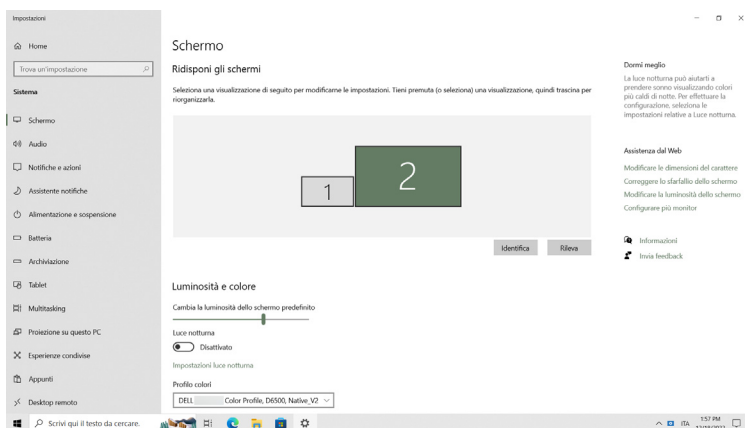 Impostazioni
Home
Trova un'impostazione
Sistema
Schermo
Audio
Notifiche e azioni
Assistente notifiche
Alimentazione e sospensione
Batteria
Archiviazione
Tablet
Multitasking
Proiezione su questo PC
Esperienze condivise
Appunti
Desktop remoto
Schermo
Ridisponi gli schermi
Seleziona una visualizzazione di seguito per modificarne le impostazioni. Tieni premuta (o seleziona) una visualizzazione, quindi trascina per
riorganizzarla.
1
2
Identifica
Rileva
Luminosità e colore
Cambia la luminosità dello schermo predefinito
Luce notturna
Disattivato
Impostazioni luce notturna
Profilo colori
DELL Color Profile, D6500, Native_V2
Dormi meglio
La luce notturna può aiutarti a
prendere sonno visualizzando colori
più caldi di notte. Per effettuare la
configurazione, seleziona le
impostazioni relative a Luce notturna.
Assistenza dal Web
Modificare le dimensioni del carattere
Correggere lo sfarfallio dello schermo
Modificare la luminosità dello schermo
Configurare più monitor
Informazioni
Invia feedback
Scrivi qui il testo da cercare.
ITA
1:57 PM